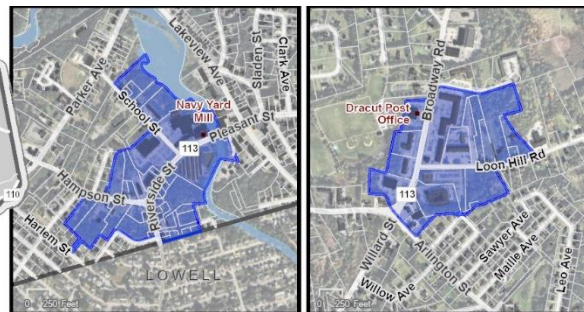 110
Parker Ave
Lakeview Ave
Sladen St
Clark Ave
Navy Yard
Mill
Pleasant St
School St
113
Hampson St
Riverside St
Harlem St
LOWELL
0 250 Feet
Broadway Rd
Dracut Post
Office
Loon Hill Rd
113
Willard St
Arlington St
Sawyer Ave
Maille Ave
Leo Ave
Willow Ave
0 250 Feet